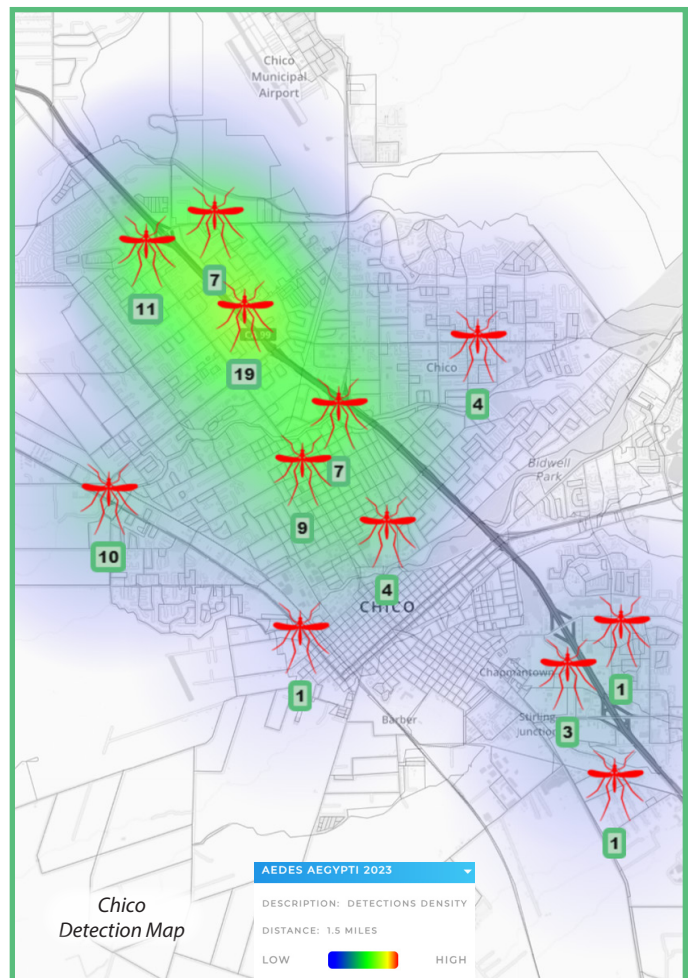 Chico
Municipal
Airport
7
11
19
Chico
4
7
Bidwell
Park
9
10
4
CHICO
1
Chapmantown
1
Stirling
Junction
3
Barber
1
AEDES AEGYPTI 2023
DESCRIPTION: DETECTIONS DENSITY
DISTANCE: 1.5 MILES
LOW HIGH
Chico
Detection Map